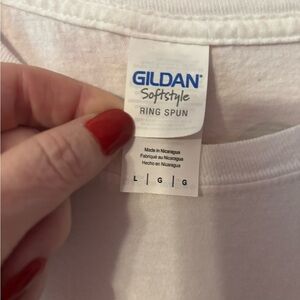 GILDAN®
Softstyle
RING SPUN
Made in Nicaragua
Fabriqué au Nicaragua
Hecho en Nicaragua
L | G | G